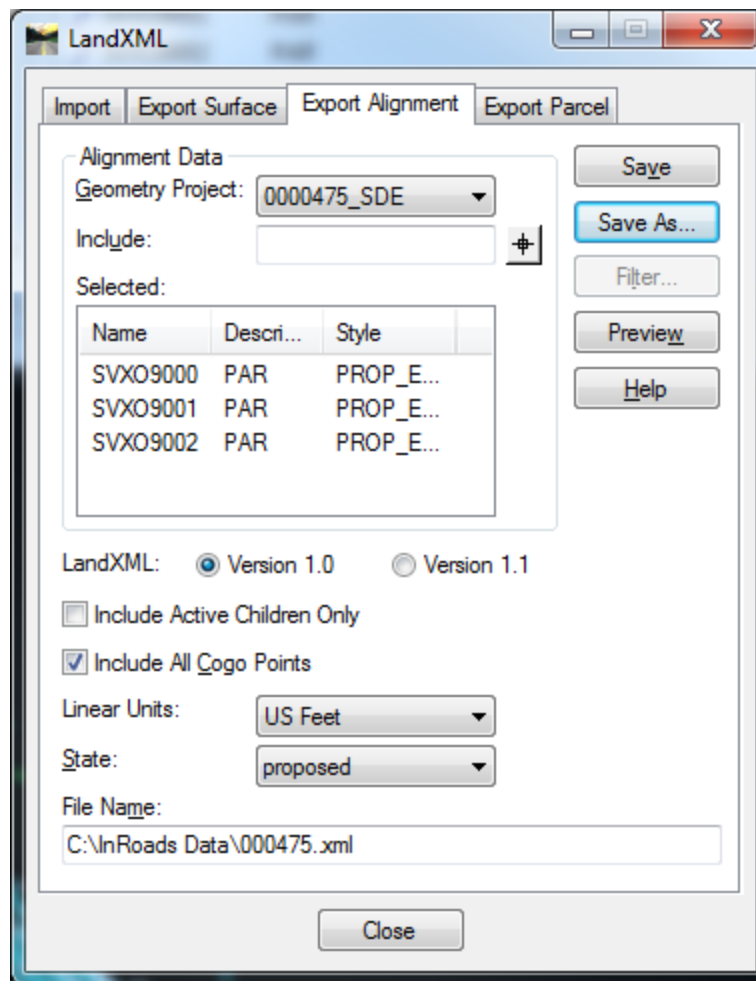 LandXML
Import Export Surface Export Alignment Export Parcel
Alignment Data
Geometry Project: 0000475_SDE
Include:
Selected:
Name Descri... Style
SVXO9000 PAR PROP_E...
SVXO9001 PAR PROP_E...
SVXO9002 PAR PROP_E...
Save
Save As...
Filter...
Preview
Help
LandXML: Version 1.0 Version 1.1
Include Active Children Only
Include All Cogo Points
Linear Units: US Feet
State: proposed
File Name:
C:\InRoads Data\000475..xml
Close